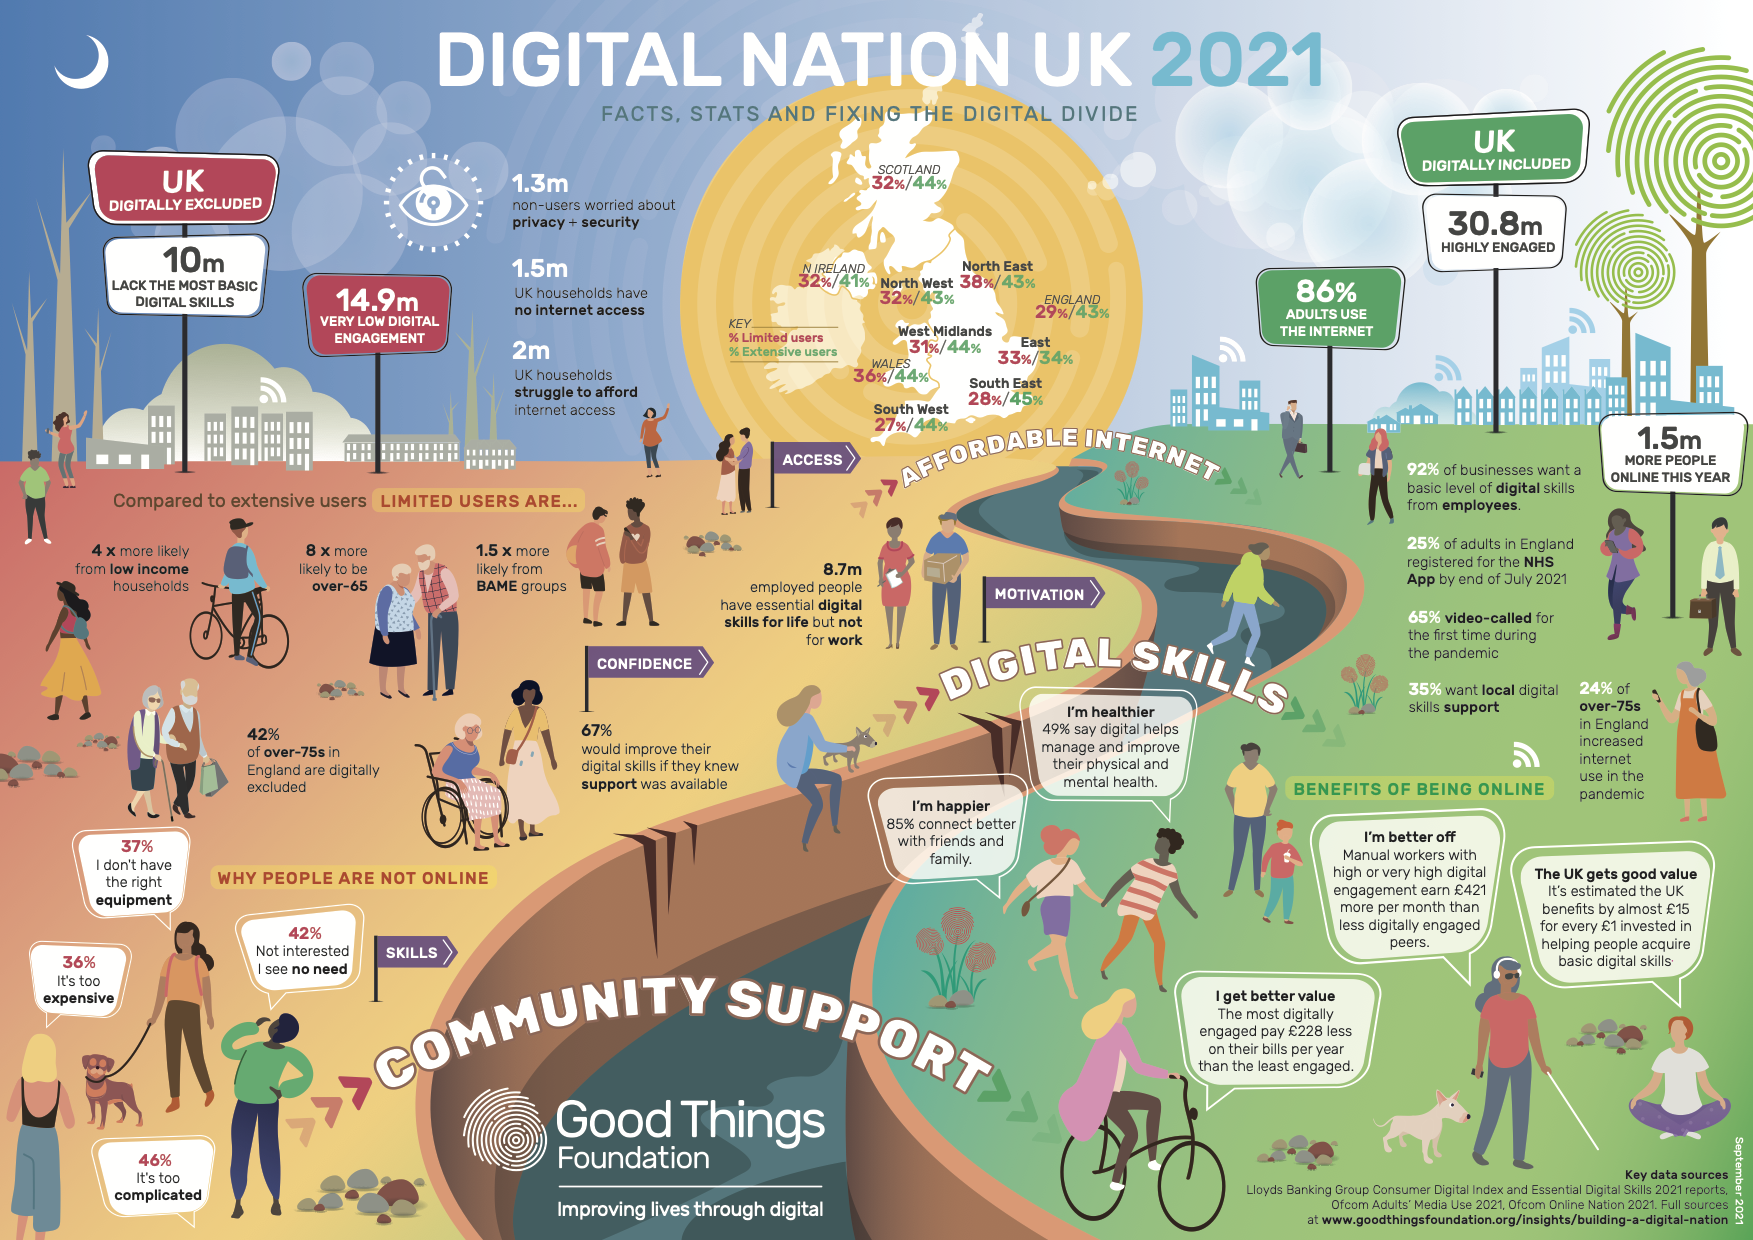 DIGITAL NATION UK 2021
FACTS, STATS AND FIXING THE DIGITAL DIVIDE
UK
DIGITALLY EXCLUDED
10m
LACK THE MOST BASIC
DIGITAL SKILLS
14.9m
VERY LOW DIGITAL
ENGAGEMENT
1.3m
non-users worried about
privacy + security
1.5m
UK households have
no internet access
2m
UK households
struggle to afford
internet access
SCOTLAND
32%/44%
N IRELAND
32%/41%
North West
32%/43%
North East
38%/43%
ENGLAND
29%/43%
West Midlands
31%/44%
East
33%/34%
WALES
36%/44%
South East
28%/45%
South West
27%/44%
KEY
% Limited users
% Extensive users
UK
DIGITALLY INCLUDED
30.8m
HIGHLY ENGAGED
86%
ADULTS USE
THE INTERNET
1.5m
MORE PEOPLE
ONLINE THIS YEAR
ACCESS
AFFORDABLE INTERNET
Compared to extensive users LIMITED USERS ARE...
4 x more likely
from low income
households
8 x more
likely to be
over-65
1.5 x more
likely from
BAME groups
8.7m
employed people
have essential digital
skills for life but not
for work
MOTIVATION
DIGITAL SKILLS
CONFIDENCE
42%
of over-75s in
England are digitally
excluded
67%
would improve their
digital skills if they knew
support was available
92% of businesses want a
basic level of digital skills
from employees.
25% of adults in England
registered for the NHS
App by end of July 2021
65% video-called for
the first time during
the pandemic
35% want local digital
skills support
24% of
over-75s
in England
increased
internet
use in the
pandemic
WHY PEOPLE ARE NOT ONLINE
37%
I don't have
the right
equipment
36%
It's too
expensive
42%
Not interested
I see no need
46%
It's too
complicated
SKILLS
COMMUNITY SUPPORT
BENEFITS OF BEING ONLINE
I'm healthier
49% say digital helps
manage and improve
their physical and
mental health.
I'm happier
85% connect better
with friends and
family.
I'm better off
Manual workers with
high or very high digital
engagement earn £421
more per month than
less digitally engaged
peers.
The UK gets good value
It's estimated the UK
benefits by almost £15
for every £1 invested in
helping people acquire
basic digital skills.
I get better value
The most digitally
engaged pay £228 less
on their bills per year
than the least engaged.
Good Things
Foundation
Improving lives through digital
Key data sources
Lloyds Banking Group Consumer Digital Index and Essential Digital Skills 2021 reports,
Ofcom Adults' Media Use 2021, Ofcom Online Nation 2021. Full sources
at www.goodthingsfoundation.org/insights/building-a-digital-nation
September 2021